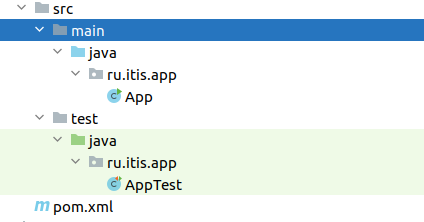 src
main
java
ru.itis.app
App
test
java
ru.itis.app
AppTest
pom.xml